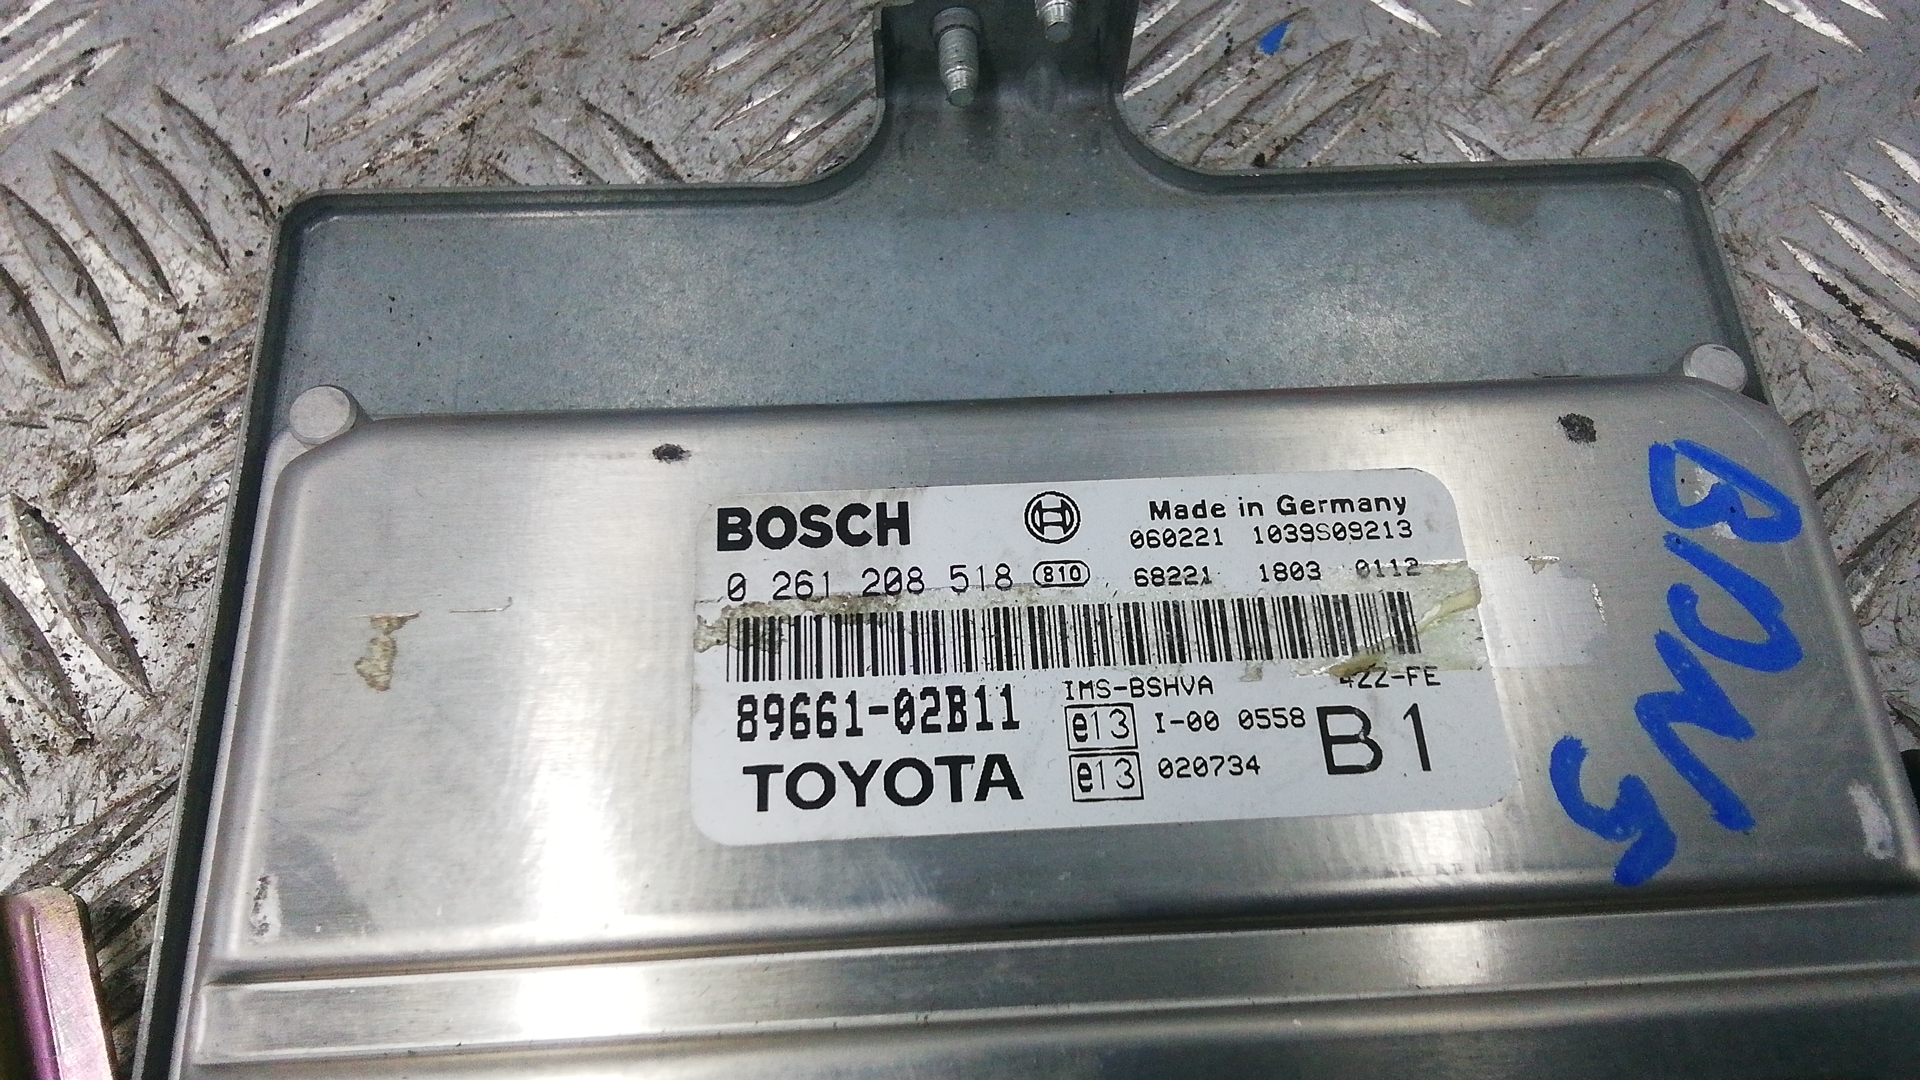 BOSCH
Made in Germany
060221 1039S09213
0 261 208 518 810
68221 1803 0112
89661-02B11
IMS-BSHVA
4ZZ-FE
e13 I-00 0558
B1
TOYOTA
e13 020734